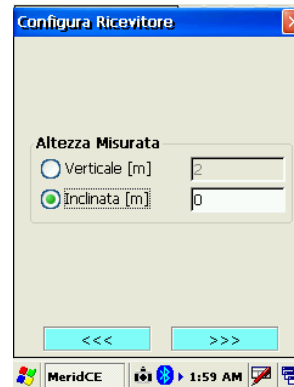 Configura Ricevitore
Altezza Misurata
Verticale [m] 2
Inclinata [m] 0
<<< >>>
MeridCE 1:59 AM